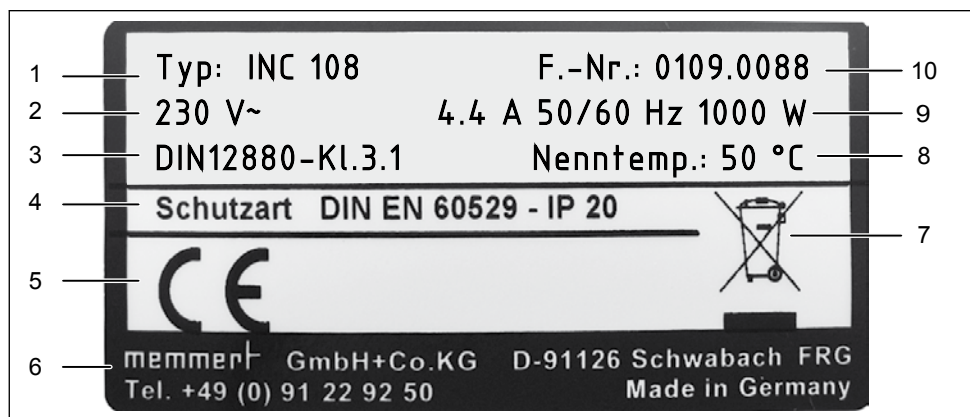 1 Typ: INC 108 F.-Nr.: 0109.0088 10
2 230 V~ 4.4 A 50/60 Hz 1000 W 9
3 DIN12880-Kl.3.1 Nenntemp.: 50 °C 8
4 Schutzart DIN EN 60529 - IP 20
7
5 CE
6 memmert GmbH+Co.KG D-91126 Schwabach FRG
Tel. +49 (0) 91 22 92 50 Made in Germany